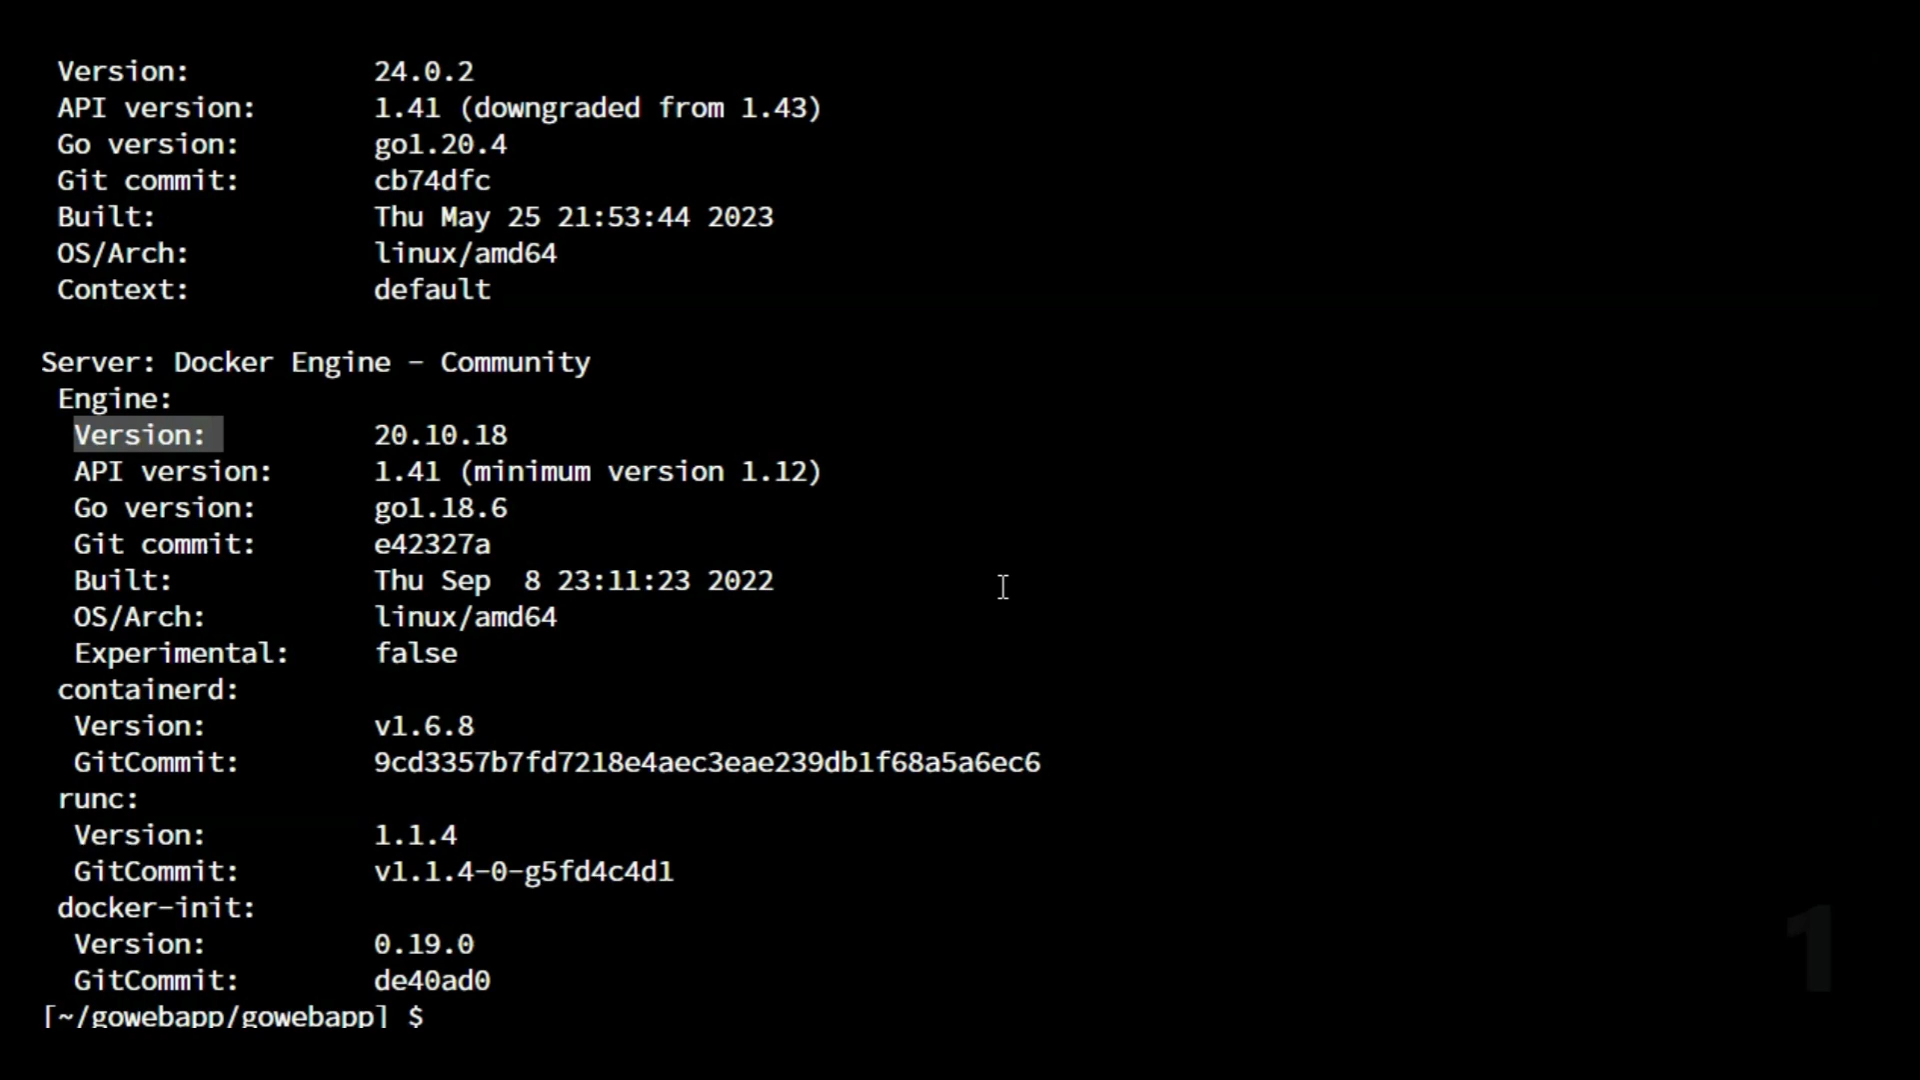 Version: 24.0.2
API version: 1.41 (downgraded from 1.43)
Go version: go1.20.4
Git commit: cb74dfc
Built: Thu May 25 21:53:44 2023
OS/Arch: linux/amd64
Context: default
Server: Docker Engine - Community
Engine:
Version: 20.10.18
API version: 1.41 (minimum version 1.12)
Go version: go1.18.6
Git commit: e42327a
Built: Thu Sep  8 23:11:23 2022
OS/Arch: linux/amd64
Experimental: false
containerd:
Version: v1.6.8
GitCommit: 9cd3357b7fd7218e4aec3eae239db1f68a5a6ec6
runc:
Version: 1.1.4
GitCommit: v1.1.4-0-g5fd4c4d1
docker-init:
Version: 0.19.0
GitCommit: de40ad0
[~/gowebapp/gowebapp] $
1